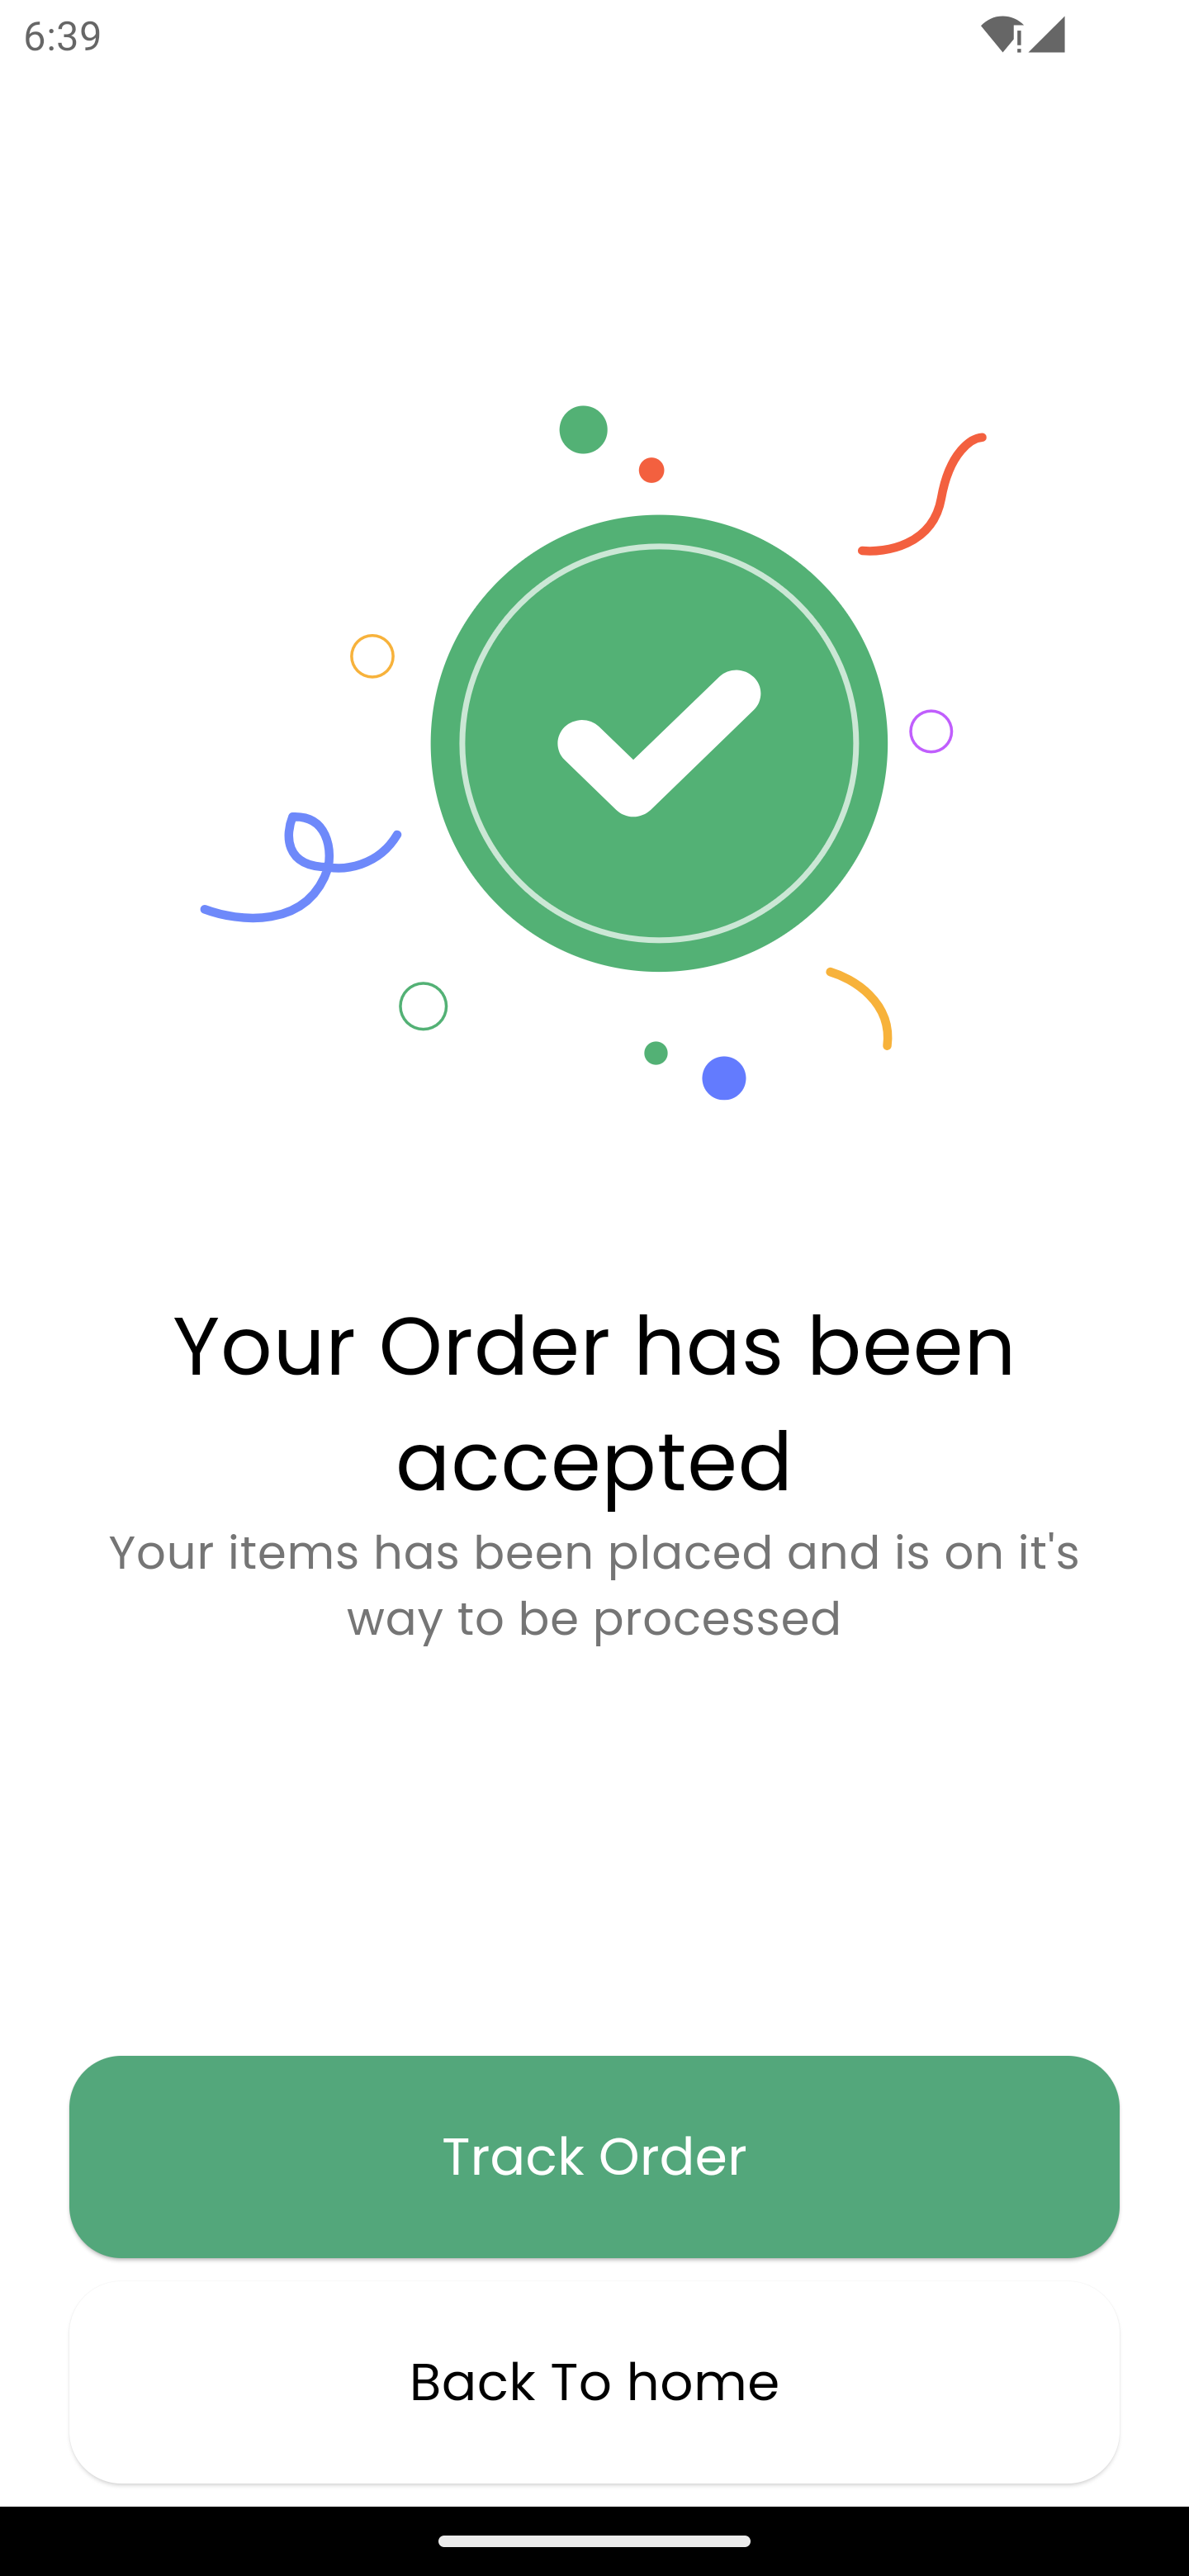 6:39
Your Order has been
accepted
Your items has been placed and is on it's
way to be processed
Track Order
Back To home